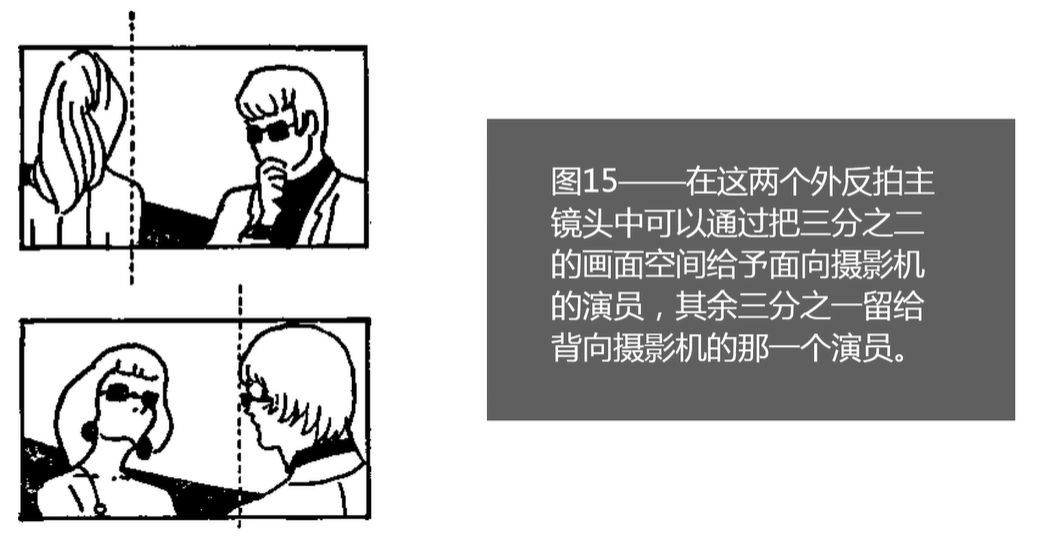 图15——在这两个外反拍主
镜头中可以通过把三分之二
的画面空间给予面向摄影机
的演员，其余三分之一留给
背向摄影机的那一个演员。